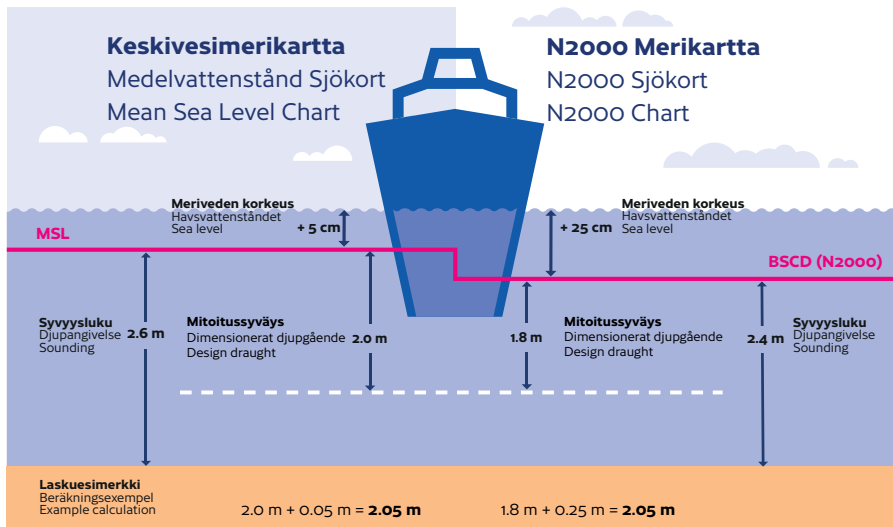 Keskivesimerikartta
Medelvattenstånd Sjökort
Mean Sea Level Chart
N2000 Merikartta
N2000 Sjökort
N2000 Chart
Meriveden korkeus
Havsvattenståndet
Sea level
+ 5 cm
+ 25 cm
Meriveden korkeus
Havsvattenståndet
Sea level
MSL
BSCD (N2000)
Syvyysluku
Djupangivelse
Sounding
2.6 m
Mitoitussyväys
Dimensionerat djupgående
Design draught
2.0 m
1.8 m
Mitoitussyväys
Dimensionerat djupgående
Design draught
2.4 m
Syvyysluku
Djupangivelse
Sounding
Laskuesimerkki
Beräkningsexempel
Example calculation
2.0 m + 0.05 m = 2.05 m
1.8 m + 0.25 m = 2.05 m